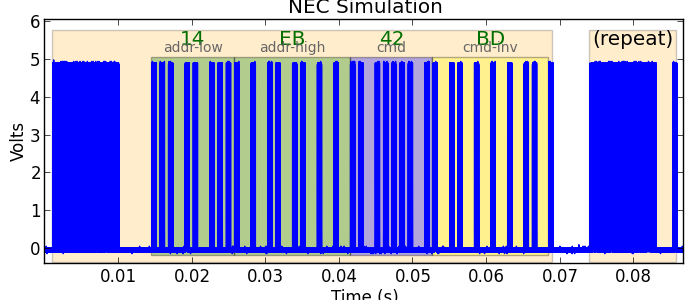 NEC Simulation
14 EB 42 BD (repeat)
addr-low addr-high cmd cmd-inv
6
5
4
3
2
1
0
Volts
0.01 0.02 0.03 0.04 0.05 0.06 0.07 0.08
Time (s)